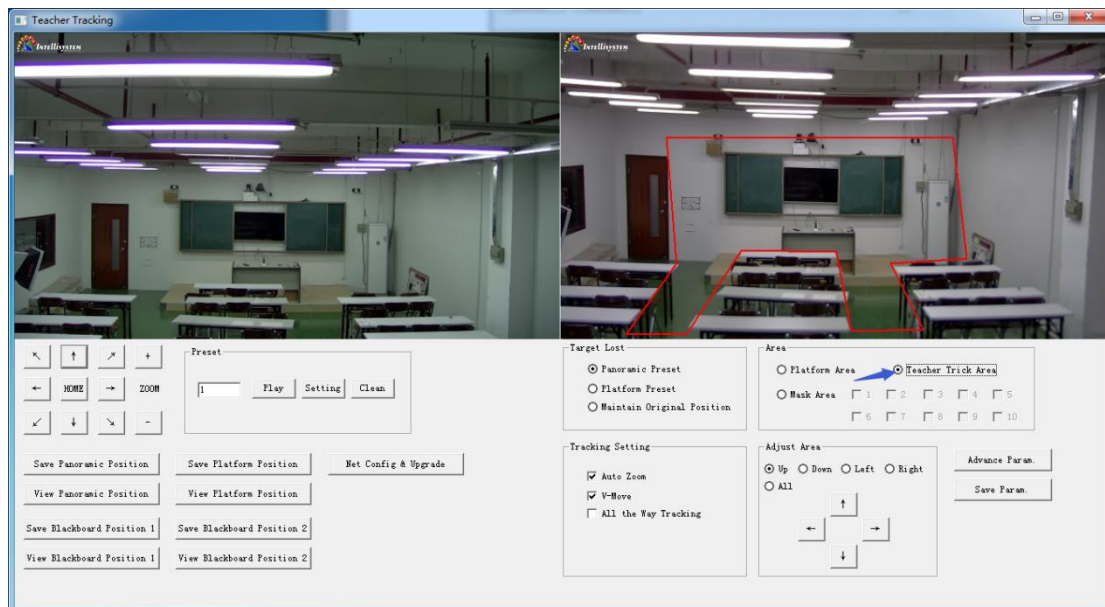 Teacher Tracking
INTELLISYSTEM
INTELLISYSTEM
Preset
1
Play
Setting
Clean
HOME
ZOOM
+
-
Save Panoramic Position
Save Platform Position
Net Config & Upgrade
View Panoramic Position
View Platform Position
Save Blackboard Position 1
Save Blackboard Position 2
View Blackboard Position 1
View Blackboard Position 2
Target Lost
Panoramic Preset
Platform Preset
Maintain Original Position
Area
Platform Area
Teacher Trick Area
Mask Area
1 2 3 4 5
6 7 8 9 10
Tracking Setting
Auto Zoom
V-Move
All the Way Tracking
Adjust Area
Up Down Left Right
All
Advance Param.
Save Param.